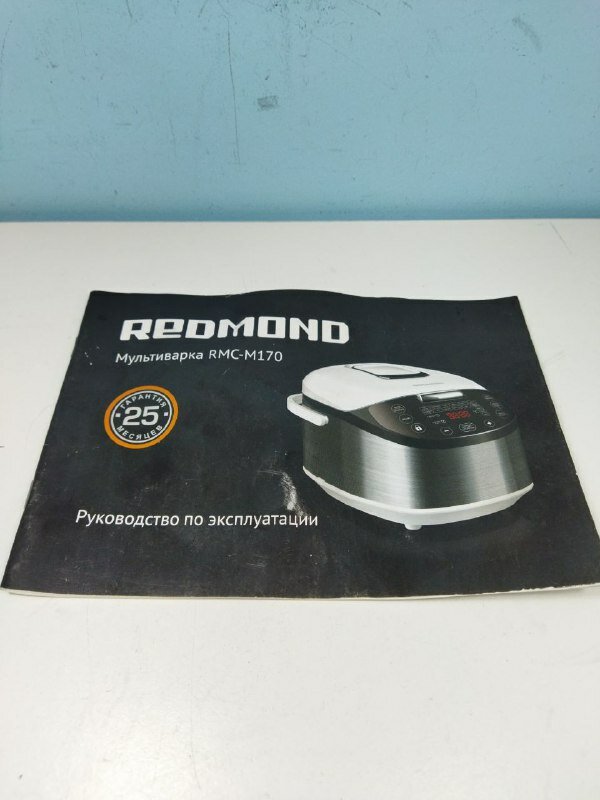 REDMOND
Мультиварка RMC-M170
ГАРАНТИЯ
25
МЕСЯЦЕВ
Руководство по эксплуатации